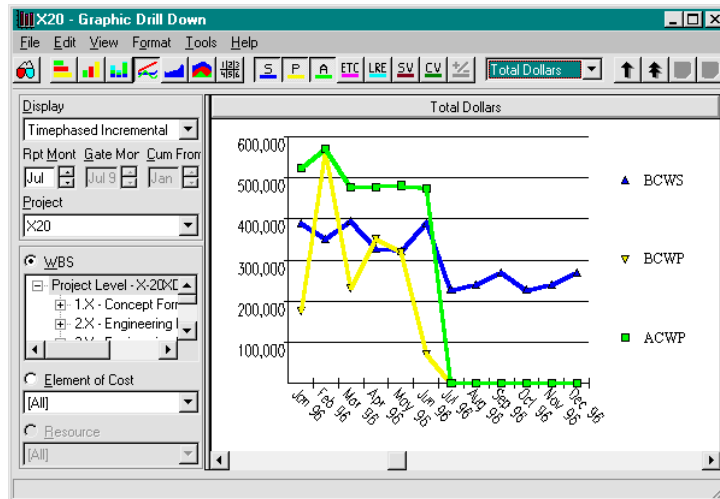 X20 - Graphic Drill Down
File Edit View Format Tools Help
S P A ETC LRE SV CV +/- Total Dollars
Display
Timephased Incremental
Rpt Mont Gate Mor Cum From
Jul Jul 9 Jan
Project
X20
WBS
Project Level - X-20XD
1.X - Concept Forr
2.X - Engineering I
Element of Cost
[All]
Resource
[All]
Total Dollars
600,000
500,000
400,000
300,000
200,000
100,000
Jan 96 Feb 96 Mar 96 Apr 96 May 96 Jun 96 Jul 96 Aug 96 Sep 96 Oct 96 Nov 96 Dec 96
BCWS
BCWP
ACWP